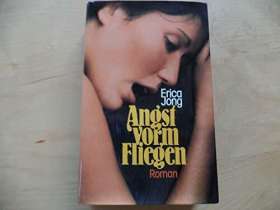 Erica
Jong
Angst
vorm
Fliegen
Roman